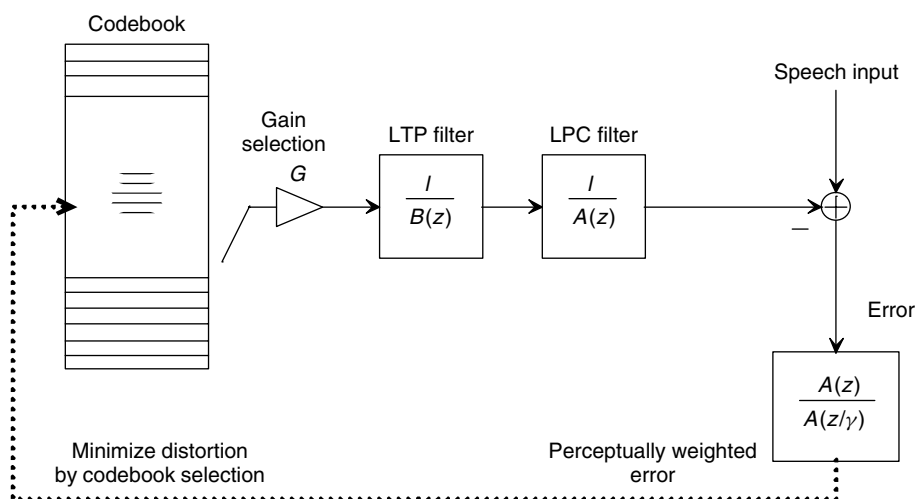 Codebook
Speech input
Gain
selection
G
LTP filter
LPC filter
I
B(z)
I
A(z)
+
−
Error
A(z)
A(z/γ)
Minimize distortion
by codebook selection
Perceptually weighted
error